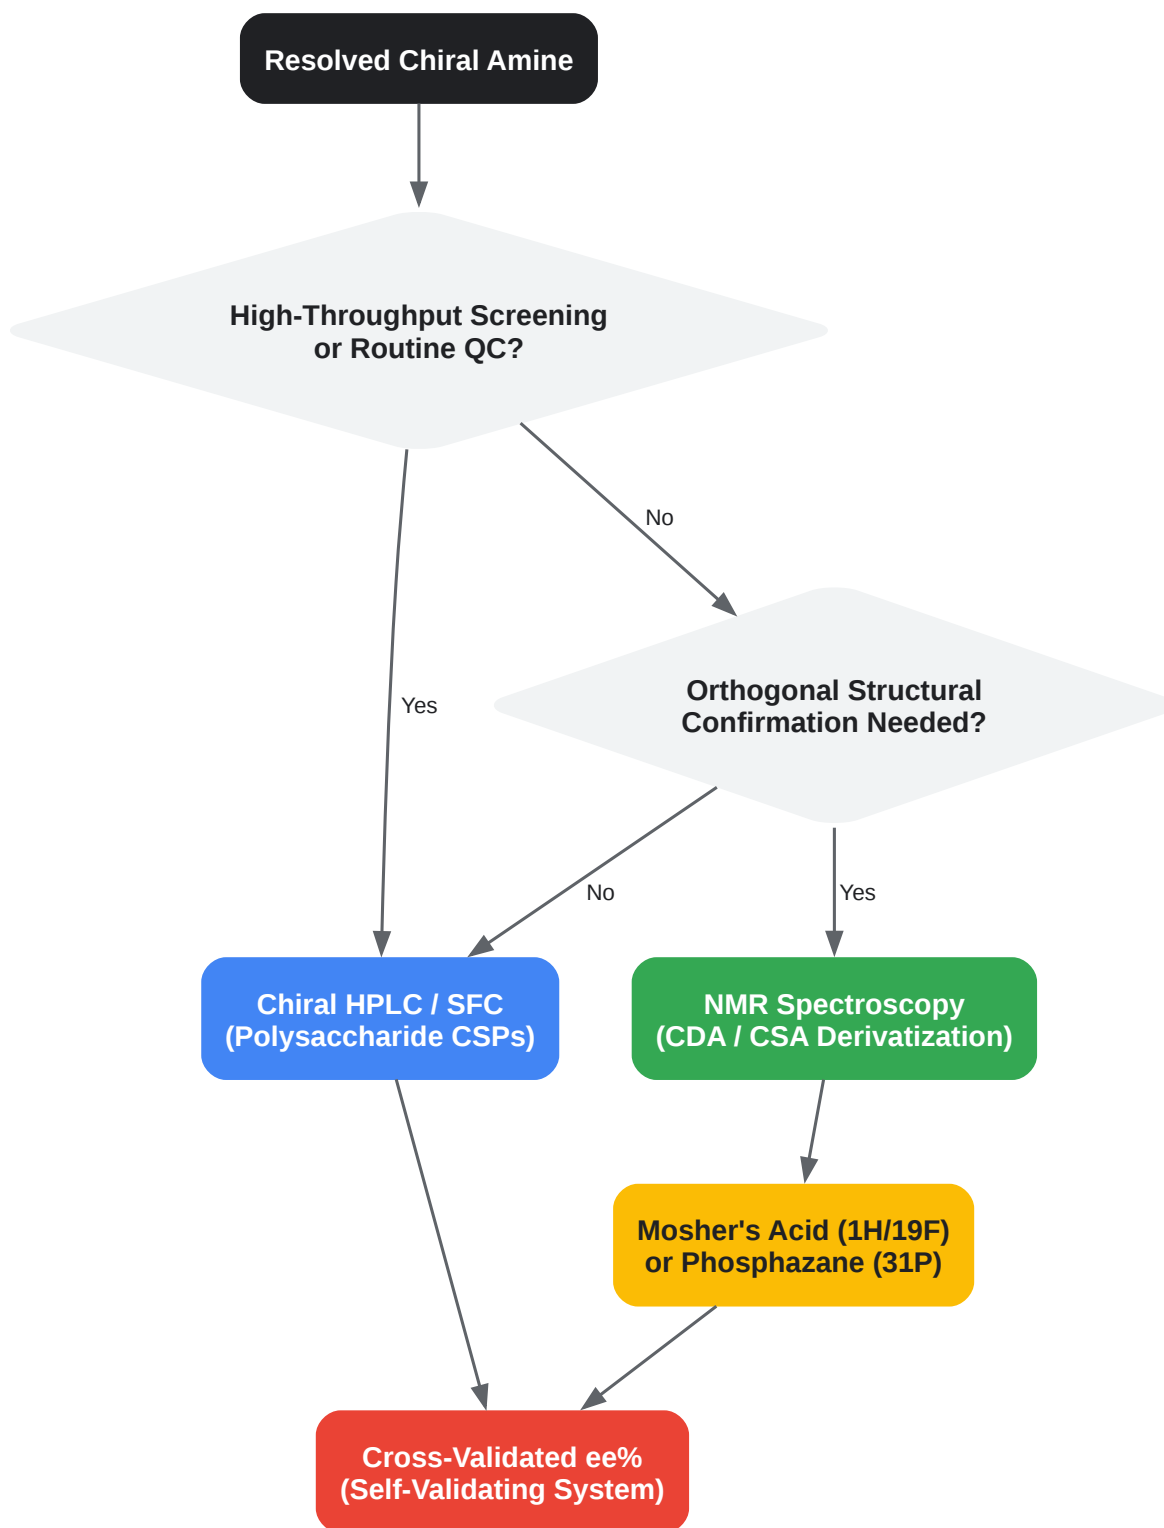 Resolved Chiral Amine
High-Throughput Screening
or Routine QC?
No
Orthogonal Structural
Confirmation Needed?
Yes
No
Yes
Chiral HPLC / SFC
(Polysaccharide CSPs)
NMR Spectroscopy
(CDA / CSA Derivatization)
Mosher's Acid (1H/19F)
or Phosphazane (31P)
Cross-Validated ee%
(Self-Validating System)